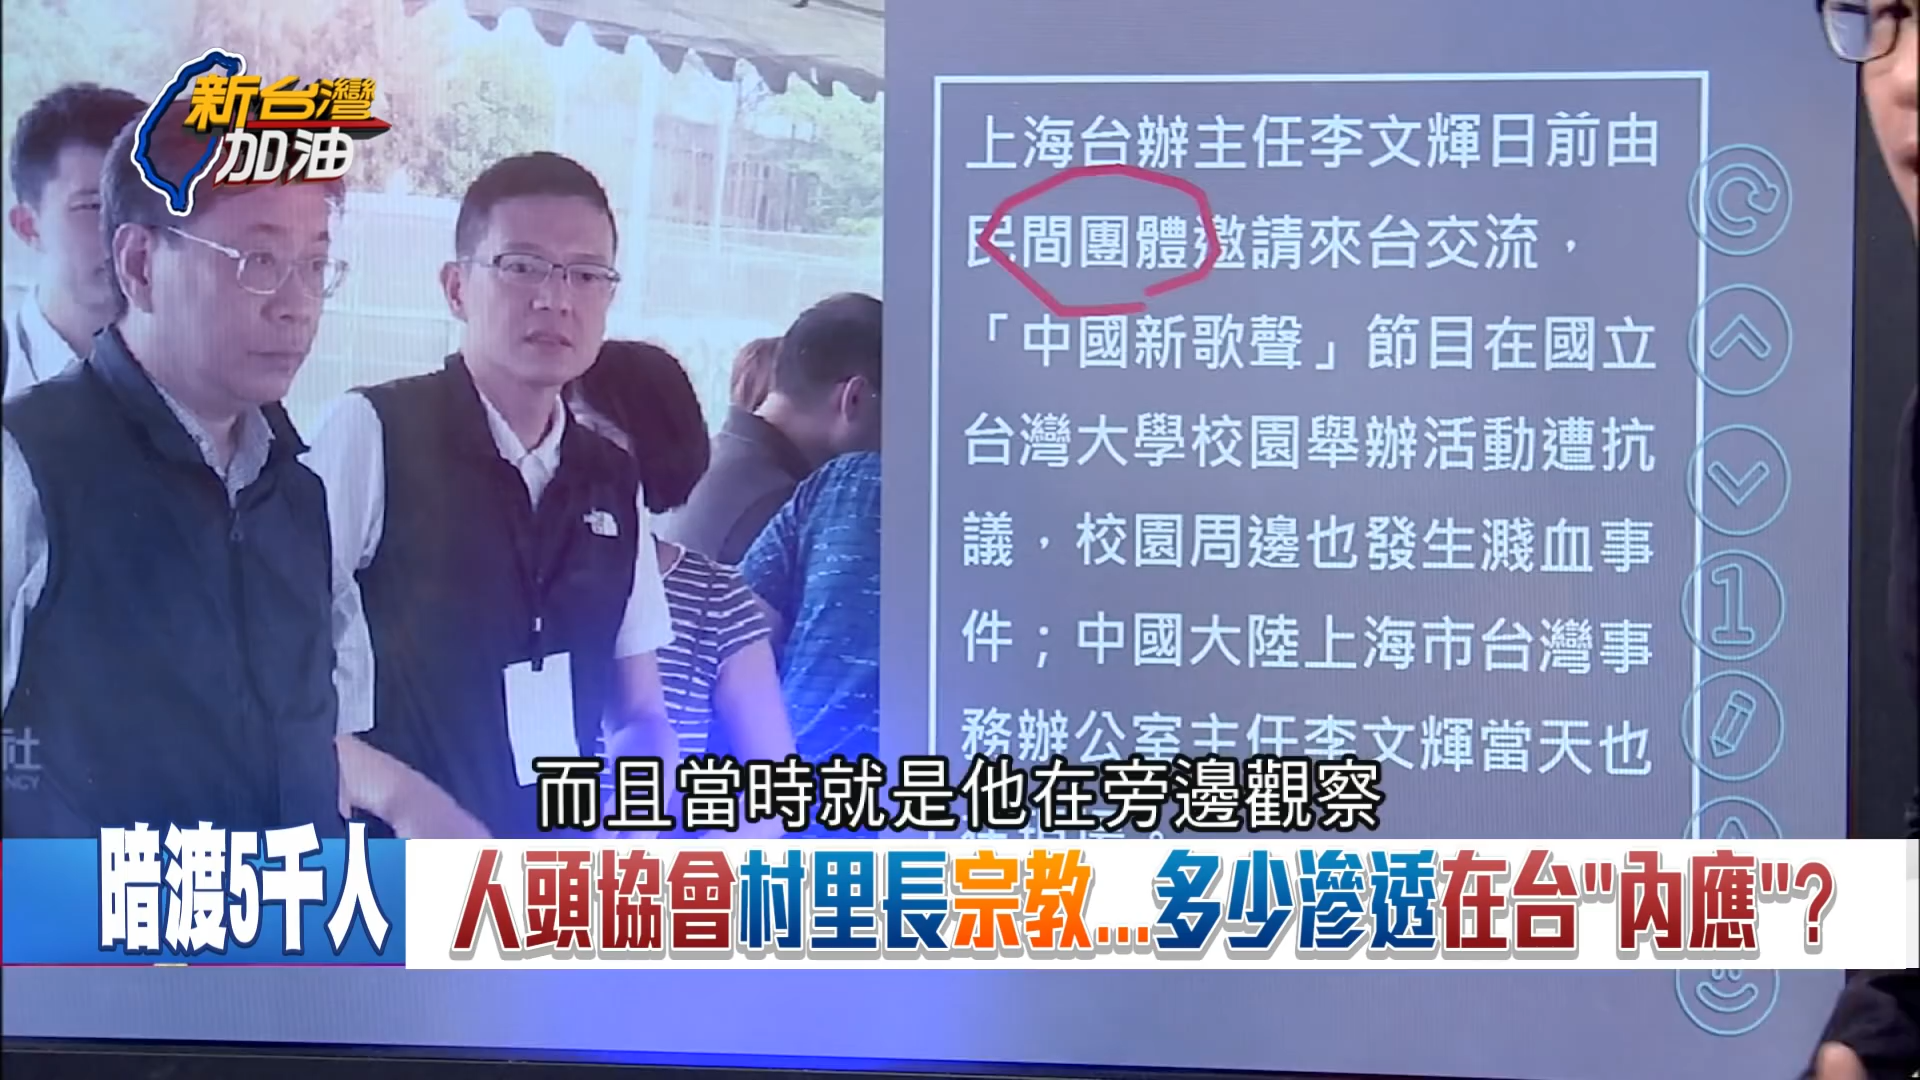 新台灣
加油
上海台辦主任李文輝日前由
民間團體邀請來台交流，
「中國新歌聲」節目在國立
台灣大學校園舉辦活動遭抗
議，校園周邊也發生濺血事
件；中國大陸上海市台灣事
務辦公室主任李文輝當天也
1
社
NCY
而且當時就是他在旁邊觀察
暗渡5千人
人頭協會村里長宗教...多少滲透在台"內應"?